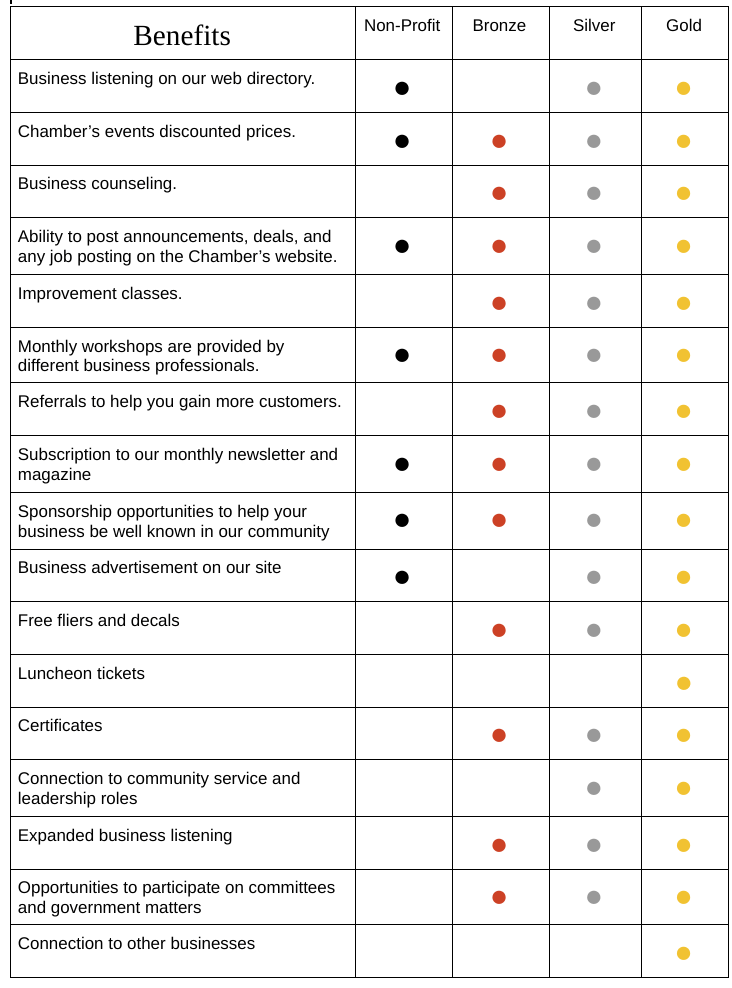 Benefits
Non-Profit
Bronze
Silver
Gold
Business listening on our web directory.
Chamber’s events discounted prices.
Business counseling.
Ability to post announcements, deals, and
any job posting on the Chamber’s website.
Improvement classes.
Monthly workshops are provided by
different business professionals.
Referrals to help you gain more customers.
Subscription to our monthly newsletter and
magazine
Sponsorship opportunities to help your
business be well known in our community
Business advertisement on our site
Free fliers and decals
Luncheon tickets
Certificates
Connection to community service and
leadership roles
Expanded business listening
Opportunities to participate on committees
and government matters
Connection to other businesses